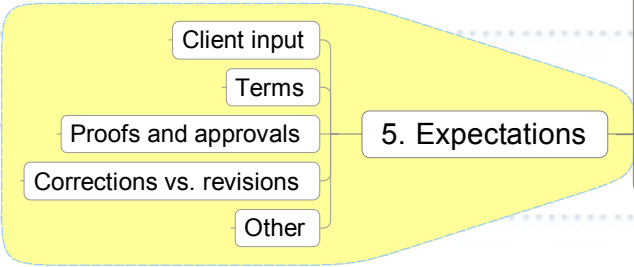 Client input
Terms
Proofs and approvals
5. Expectations
Corrections vs. revisions
Other